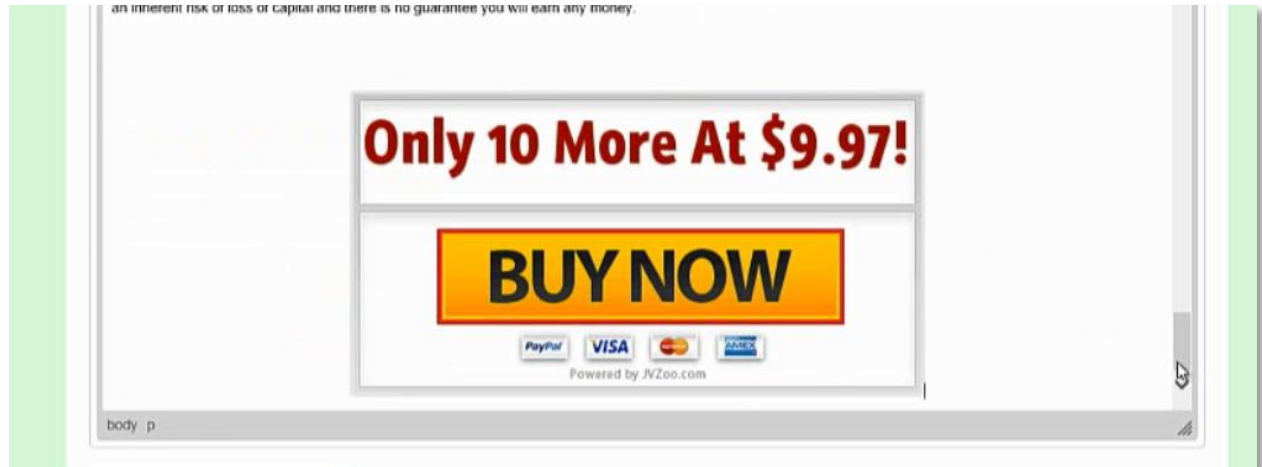 an inherent risk of loss of capital and there is no guarantee you will earn any money.
Only 10 More At $9.97!
BUY NOW
PayPal VISA MasterCard AMEX
Powered by JVZoo.com
body p